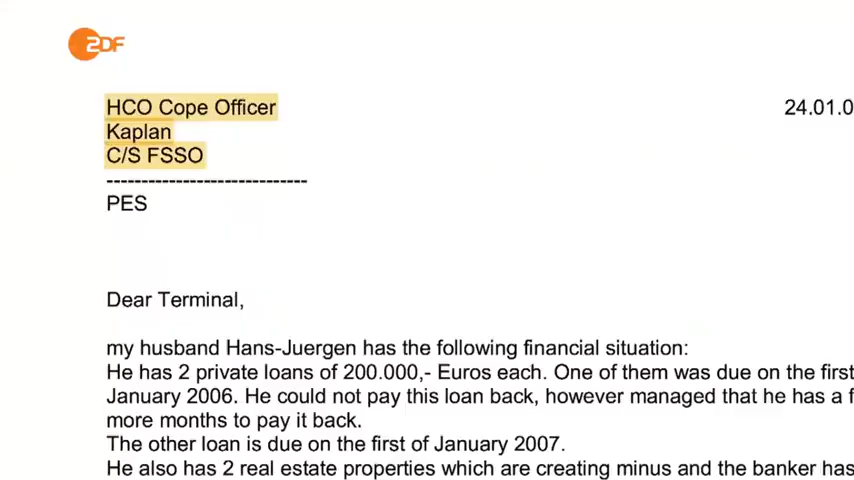 ZDF
HCO Cope Officer 24.01.0
Kaplan
C/S FSSO
-----------------------------
PES
Dear Terminal,
my husband Hans-Juergen has the following financial situation:
He has 2 private loans of 200.000,- Euros each. One of them was due on the first
January 2006. He could not pay this loan back, however managed that he has a f
more months to pay it back.
The other loan is due on the first of January 2007.
He also has 2 real estate properties which are creating minus and the banker has